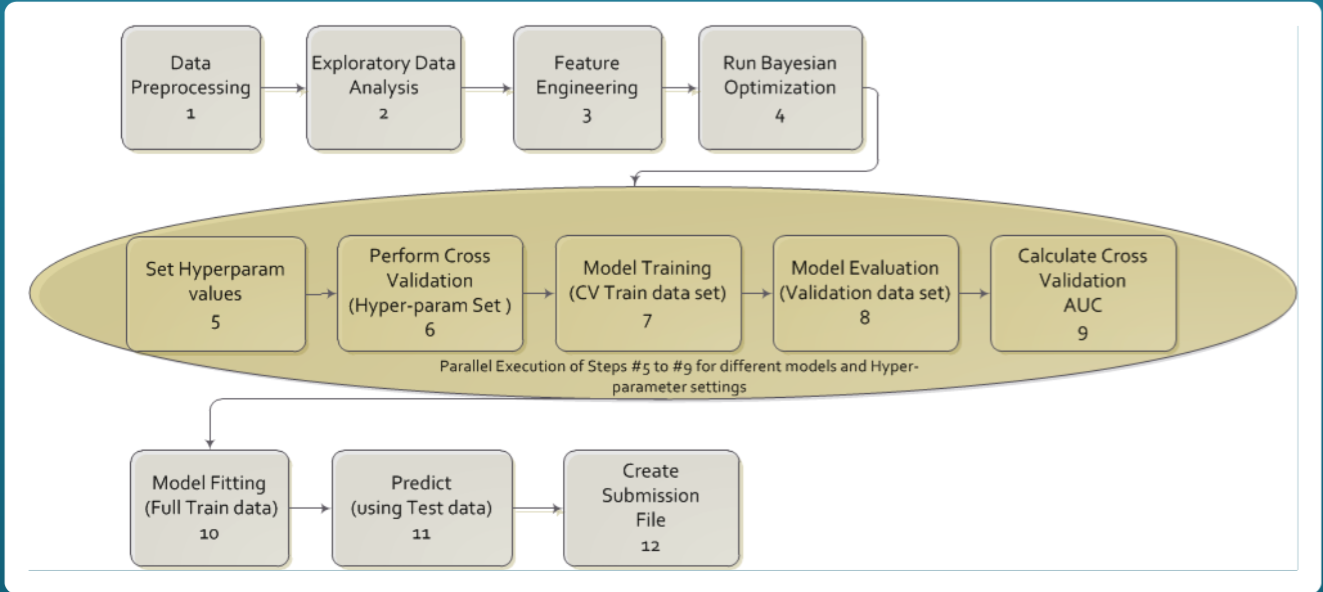 Data
Preprocessing
1
Exploratory Data
Analysis
2
Feature
Engineering
3
Run Bayesian
Optimization
4
Set Hyperparam
values
5
Perform Cross
Validation
(Hyper-param Set )
6
Model Training
(CV Train data set)
7
Model Evaluation
(Validation data set)
8
Calculate Cross
Validation
AUC
9
Parallel Execution of Steps #5 to #9 for different models and Hyper-
parameter settings
Model Fitting
(Full Train data)
10
Predict
(using Test data)
11
Create
Submission
File
12